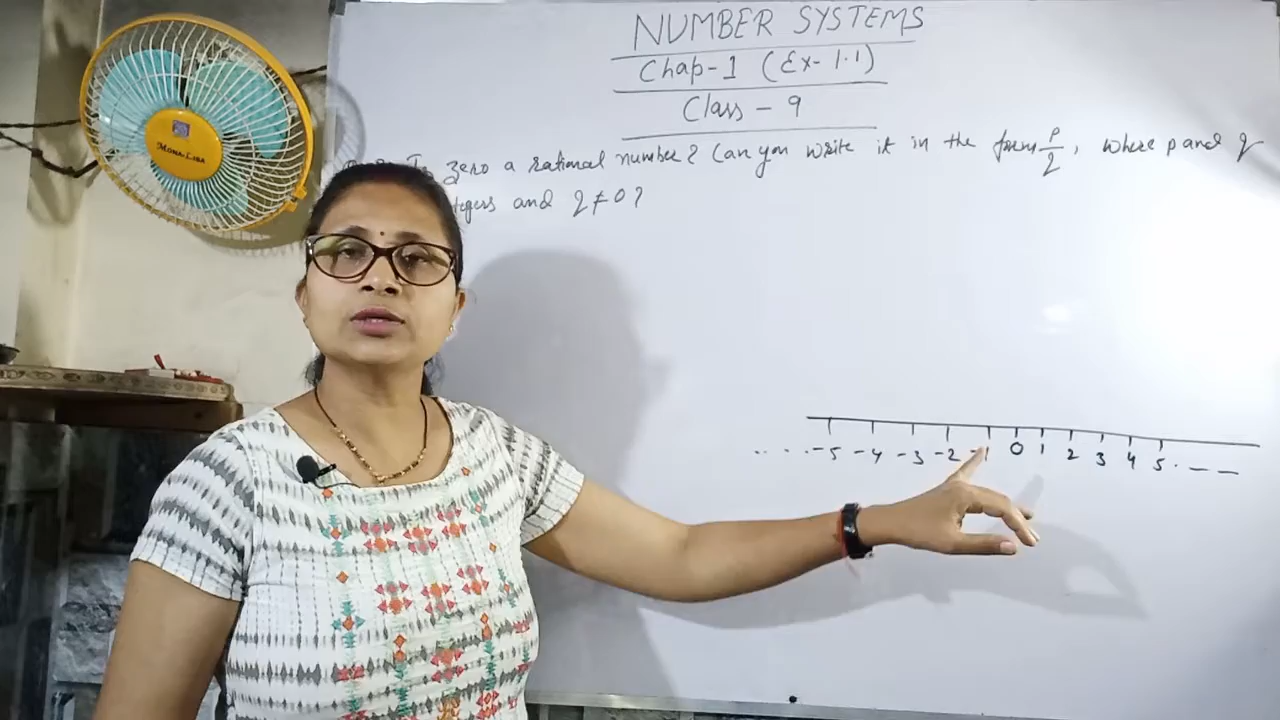 NUMBER SYSTEMS
Chap-1 (Ex-1.1)
Class - 9
zero a rational number? Can you write it in the form p/q, where p and q
tegers and q ≠ 0?
MONA-LISA
.... -5 -4 -3 -2 -1 0 1 2 3 4 5 . — —